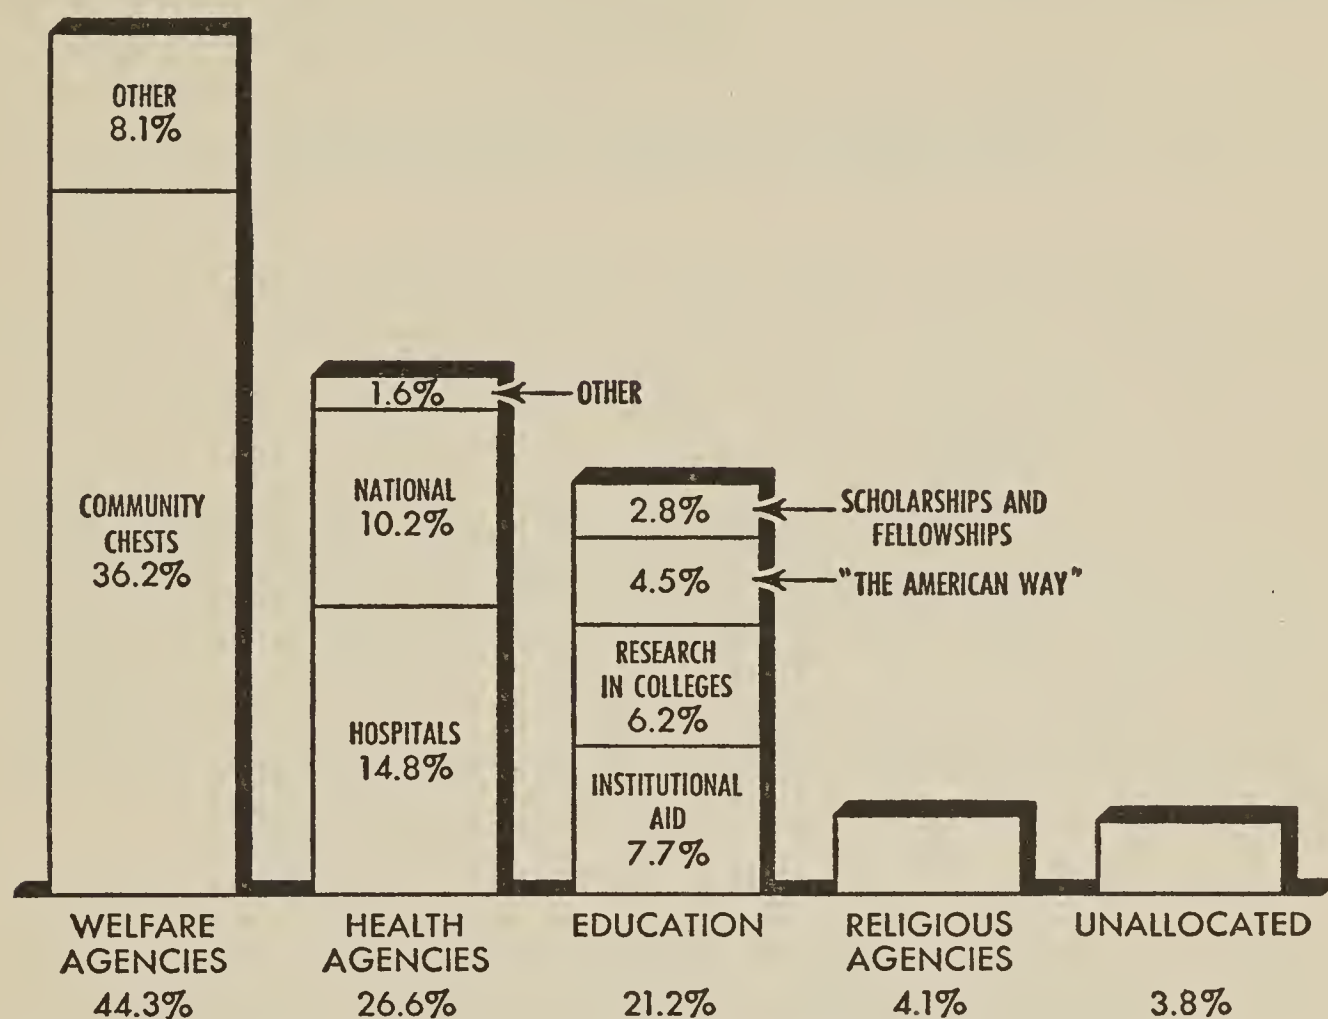 OTHER
8.1%
COMMUNITY
CHESTS
36.2%
1.6%
OTHER
NATIONAL
10.2%
HOSPITALS
14.8%
2.8%
SCHOLARSHIPS AND
FELLOWSHIPS
4.5%
"THE AMERICAN WAY"
RESEARCH
IN COLLEGES
6.2%
INSTITUTIONAL
AID
7.7%
WELFARE
AGENCIES
44.3%
HEALTH
AGENCIES
26.6%
EDUCATION
21.2%
RELIGIOUS
AGENCIES
4.1%
UNALLOCATED
3.8%